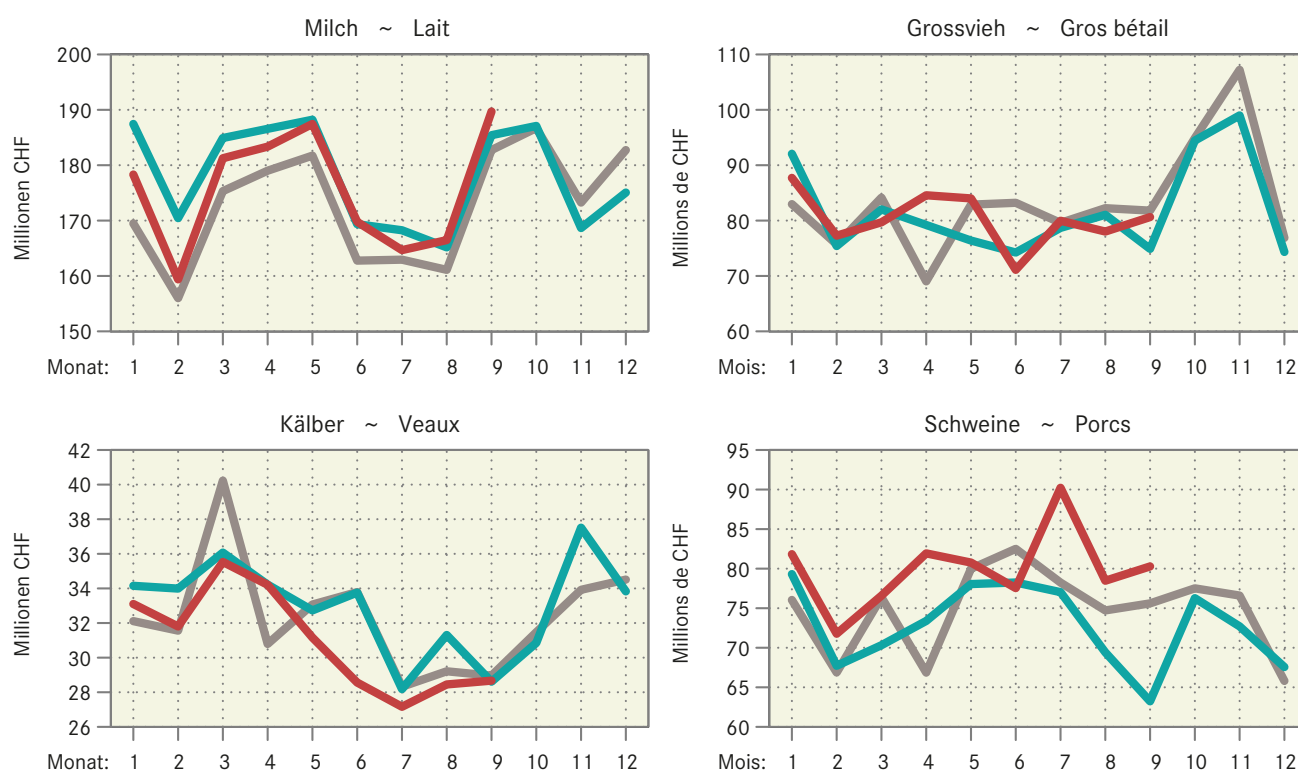 Milch ~ Lait
200
190
180
170
160
150
Millionen CHF
Monat: 1 2 3 4 5 6 7 8 9 10 11 12
Grossvieh ~ Gros bétail
110
100
90
80
70
60
Millions de CHF
Mois: 1 2 3 4 5 6 7 8 9 10 11 12
Kälber ~ Veaux
42
40
38
36
34
32
30
28
26
Millionen CHF
Monat: 1 2 3 4 5 6 7 8 9 10 11 12
Schweine ~ Porcs
95
90
85
80
75
70
65
60
Millions de CHF
Mois: 1 2 3 4 5 6 7 8 9 10 11 12